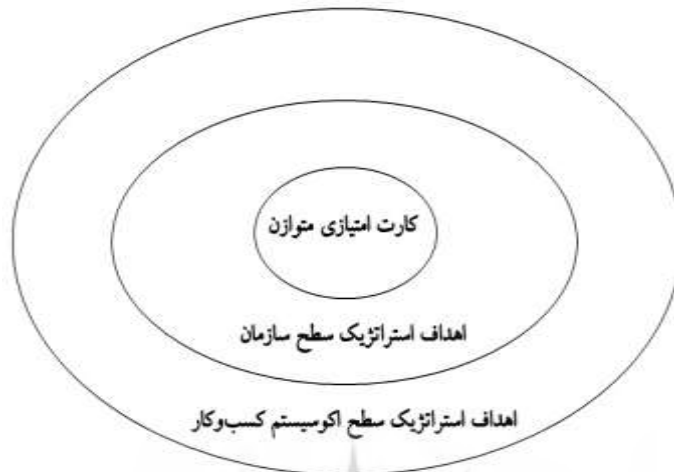 کارت امتیازی متوازن
اهداف استراتژیک سطح سازمان
اهداف استراتژیک سطح اکوسیستم کسب‌وکار